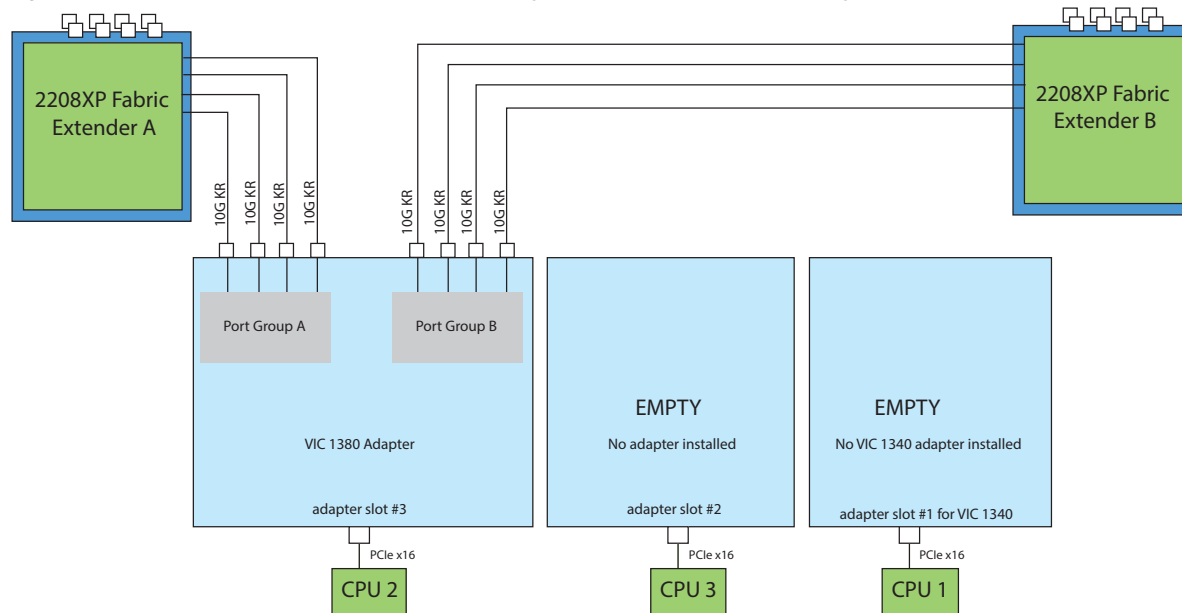 2208XP Fabric
Extender A
2208XP Fabric
Extender B
10G KR
10G KR
10G KR
10G KR
10G KR
10G KR
10G KR
10G KR
Port Group A
Port Group B
VIC 1380 Adapter
adapter slot #3
EMPTY
No adapter installed
adapter slot #2
EMPTY
No VIC 1340 adapter installed
adapter slot #1 for VIC 1340
PCIe x16
PCIe x16
PCIe x16
CPU 2
CPU 3
CPU 1